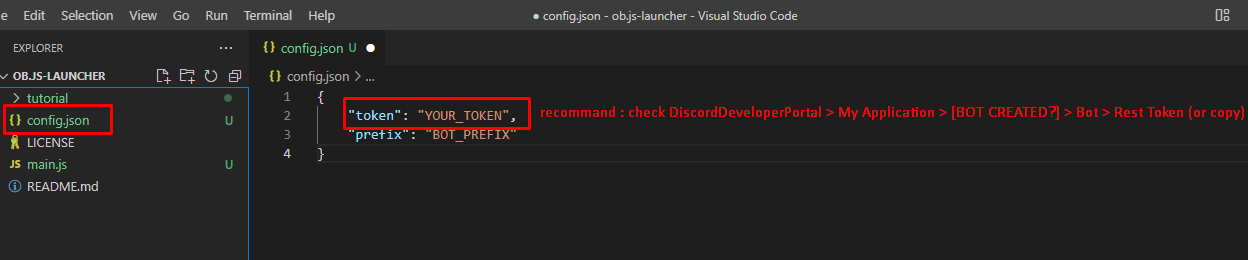 e Edit Selection View Go Run Terminal Help
● config.json - ob.js-launcher - Visual Studio Code
EXPLORER ...
{} config.json U ●
OB.JS-LAUNCHER
{} config.json > ...
tutorial
{} config.json U
LICENSE
JS main.js U
README.md
1 {
2 "token": "YOUR_TOKEN",
recommand : check DiscordDeveloperPortal > My Application > [BOT CREATED?] > Bot > Rest Token (or copy)
3 "prefix": "BOT_PREFIX"
4 }